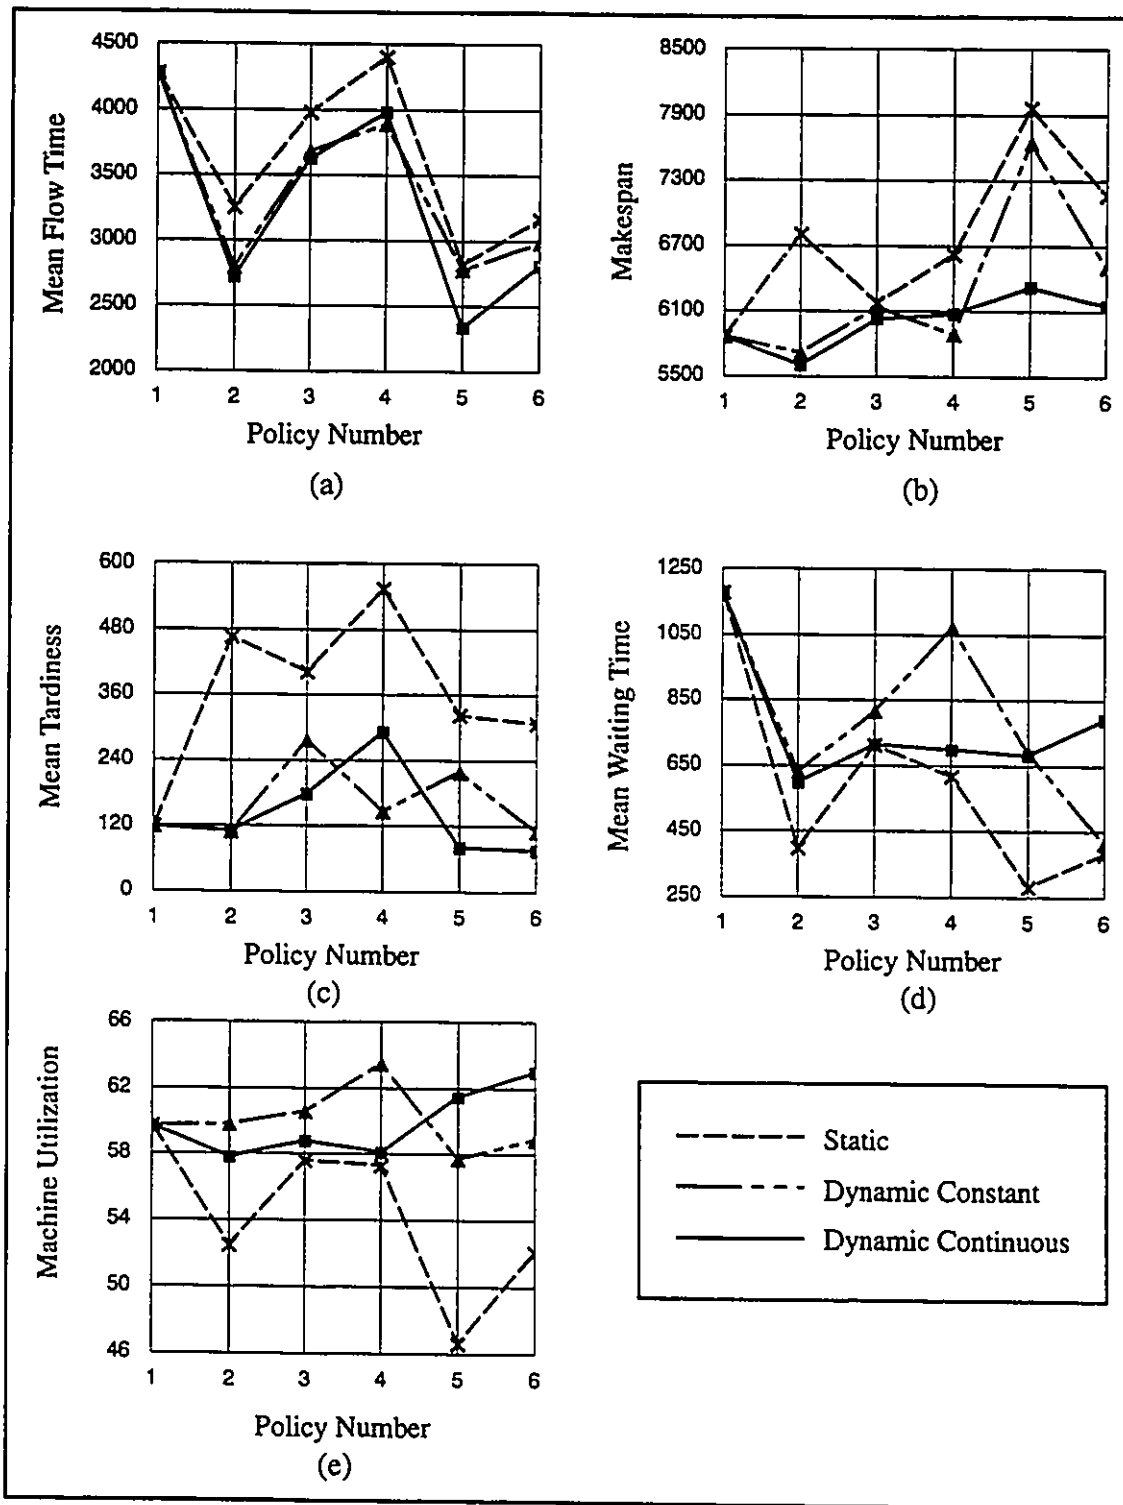 4500
4000
3500
3000
2500
2000
Mean Flow Time
1 2 3 4 5 6
Policy Number
(a)
8500
7900
7300
6700
6100
5500
Makespan
1 2 3 4 5 6
Policy Number
(b)
600
480
360
240
120
0
Mean Tardiness
1 2 3 4 5 6
Policy Number
(c)
1250
1050
850
650
450
250
Mean Waitting Time
1 2 3 4 5 6
Policy Number
(d)
66
62
58
54
50
46
Machine Utilization
1 2 3 4 5 6
Policy Number
(e)
Static
Dynamic Constant
Dynamic Continuous